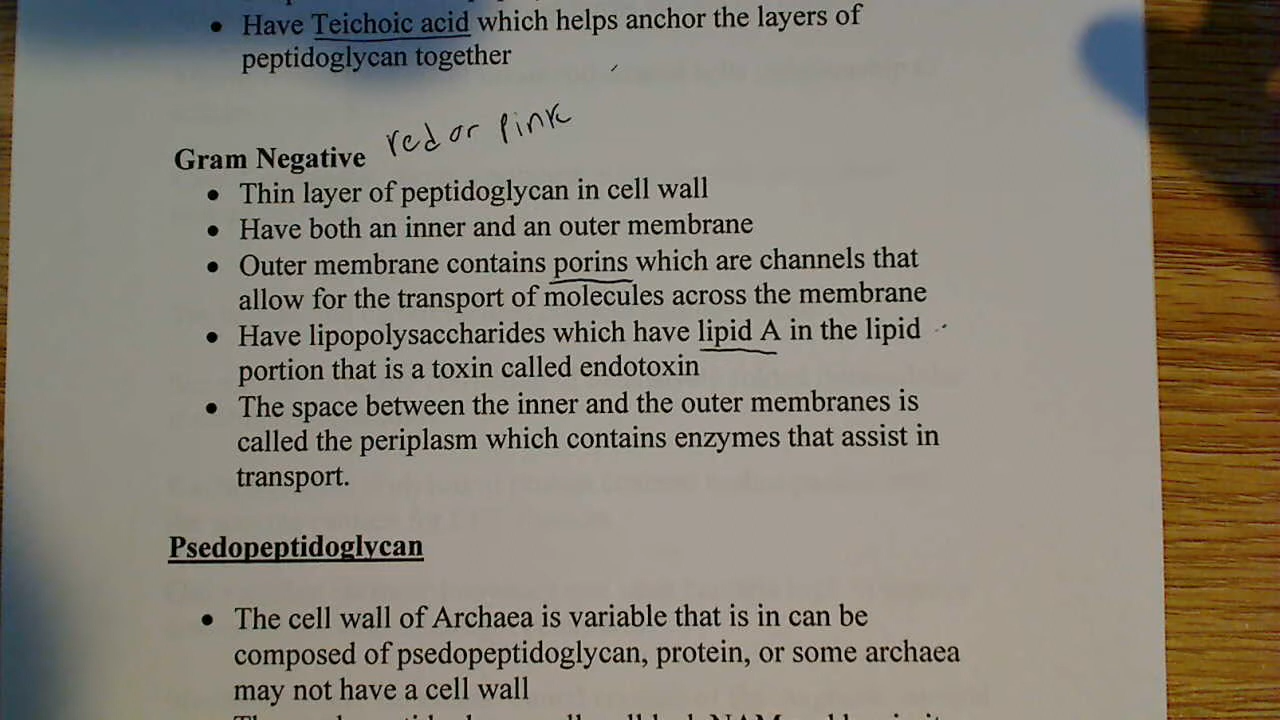 • Have Teichoic acid which helps anchor the layers of
peptidoglycan together
Gram Negative red or pink
• Thin layer of peptidoglycan in cell wall
• Have both an inner and an outer membrane
• Outer membrane contains porins which are channels that
allow for the transport of molecules across the membrane
• Have lipopolysaccharides which have lipid A in the lipid
portion that is a toxin called endotoxin
• The space between the inner and the outer membranes is
called the periplasm which contains enzymes that assist in
transport.
Psedopeptidoglycan
• The cell wall of Archaea is variable that is in can be
composed of psedopeptidoglycan, protein, or some archaea
may not have a cell wall